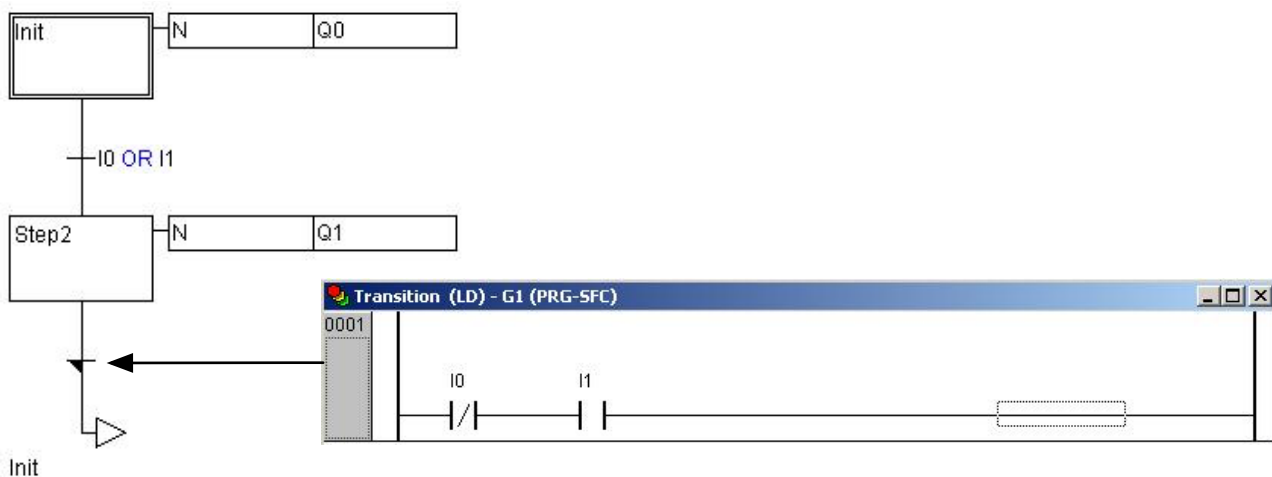 Init
N Q0
I0 OR I1
Step2
N Q1
Transition (LD) - G1 (PRG-SFC)
0001
I0 I1
Init